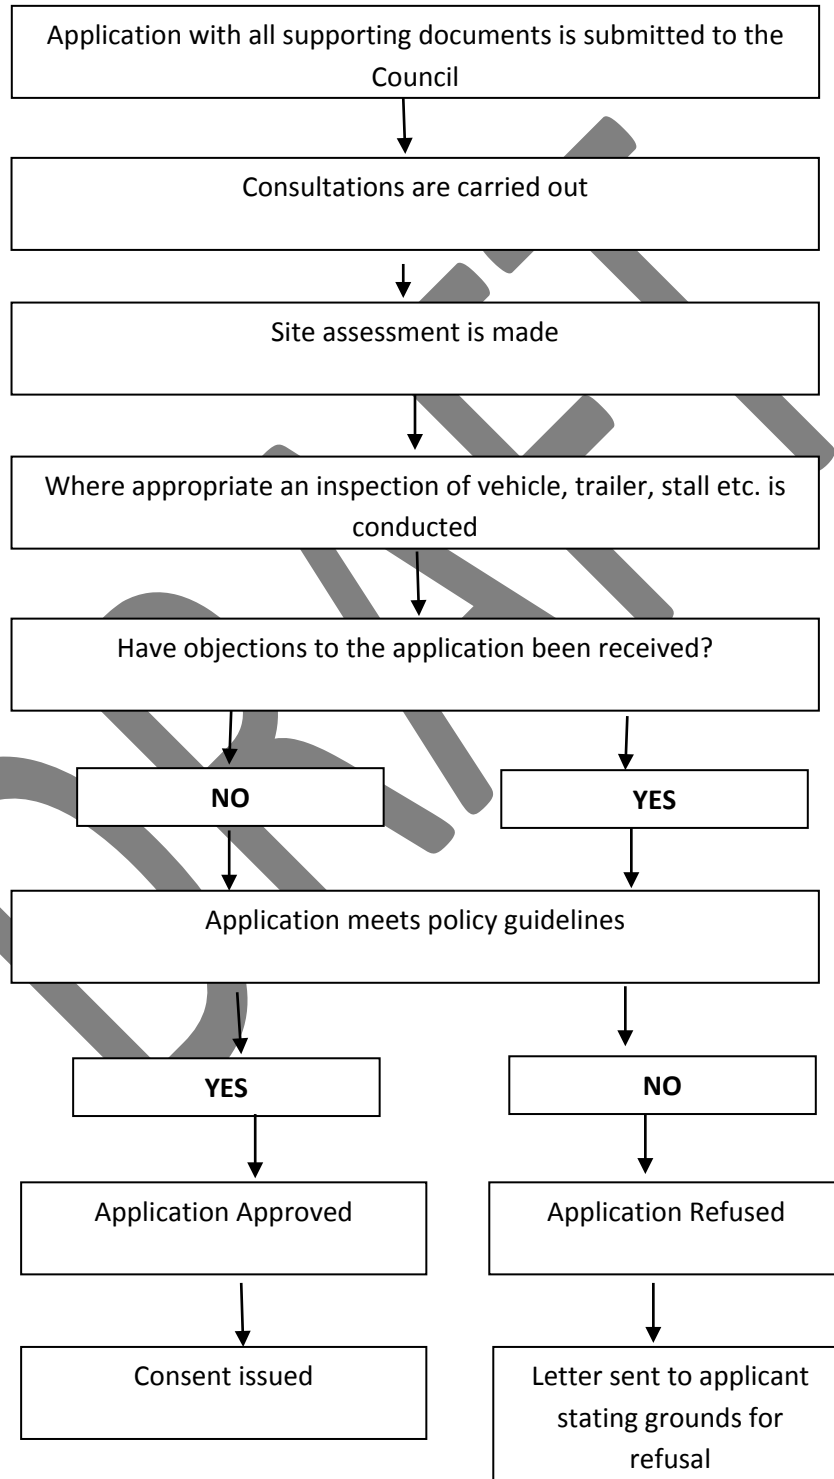 Application with all supporting documents is submitted to the
Council
Consultations are carried out
Site assessment is made
Where appropriate an inspection of vehicle, trailer, stall etc. is
conducted
Have objections to the application been received?
NO
YES
Application meets policy guidelines
YES
NO
Application Approved
Application Refused
Consent issued
Letter sent to applicant
stating grounds for
refusal
DRAFT